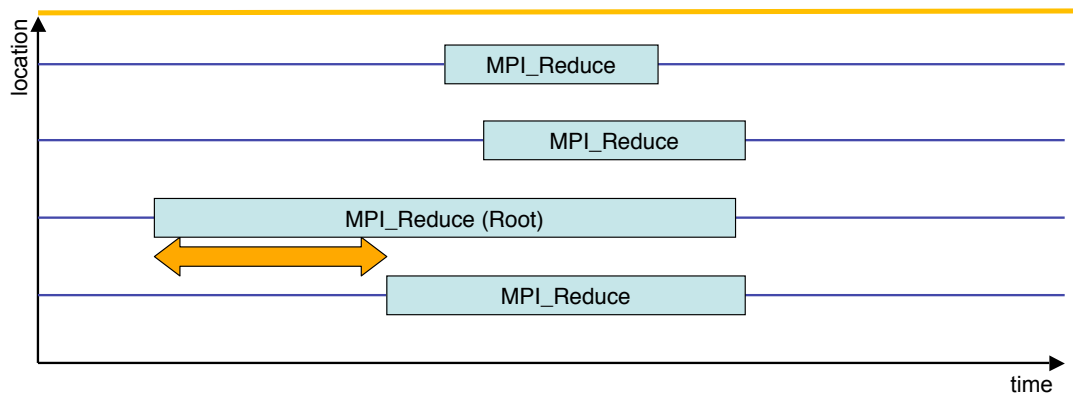 location
MPI_Reduce
MPI_Reduce
MPI_Reduce (Root)
MPI_Reduce
time